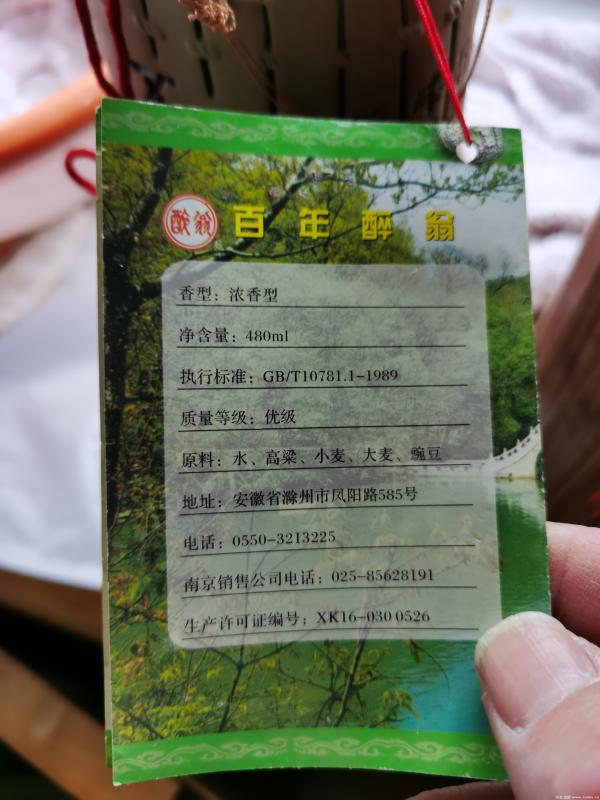 醉翁 百年醉翁
香型：浓香型
净含量：480ml
执行标准：GB/T10781.1-1989
质量等级：优级
原料：水、高粱、小麦、大麦、豌豆
地址：安徽省滁州市凤阳路585号
电话：0550-3213225
南京销售公司电话：025-85628191
生产许可证编号：XK16-030 0526